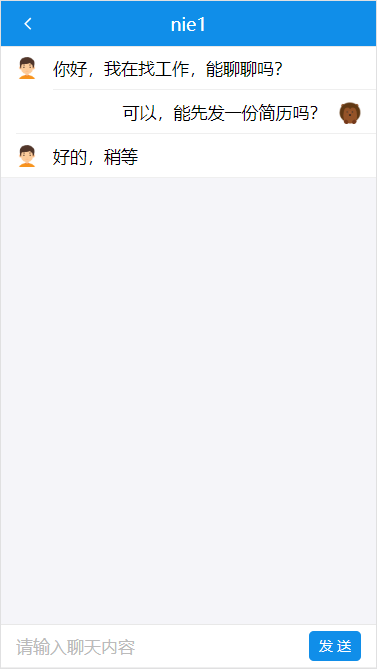 nie1
你好，我在找工作，能聊聊吗？
可以，能先发一份简历吗？
好的，稍等
请输入聊天内容
发 送